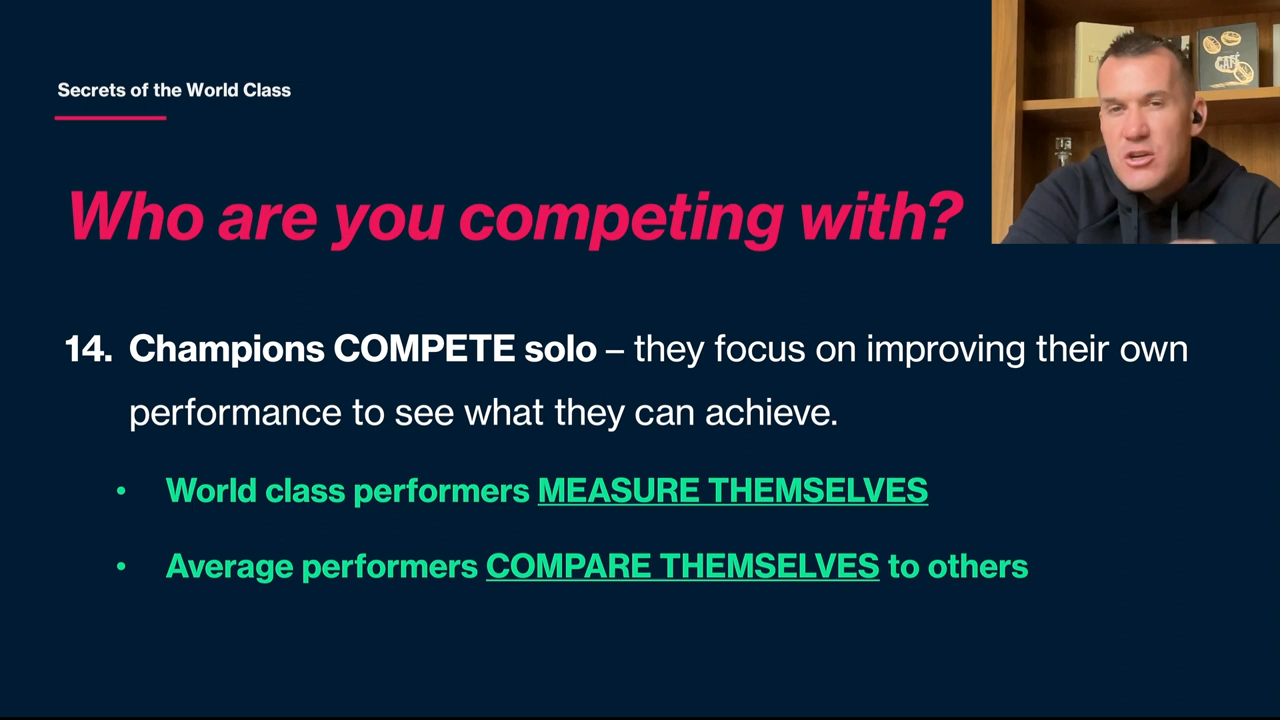 Secrets of the World Class
Who are you competing with?
14. Champions COMPETE solo – they focus on improving their own
performance to see what they can achieve.
• World class performers MEASURE THEMSELVES
• Average performers COMPARE THEMSELVES to others
CAFÉ